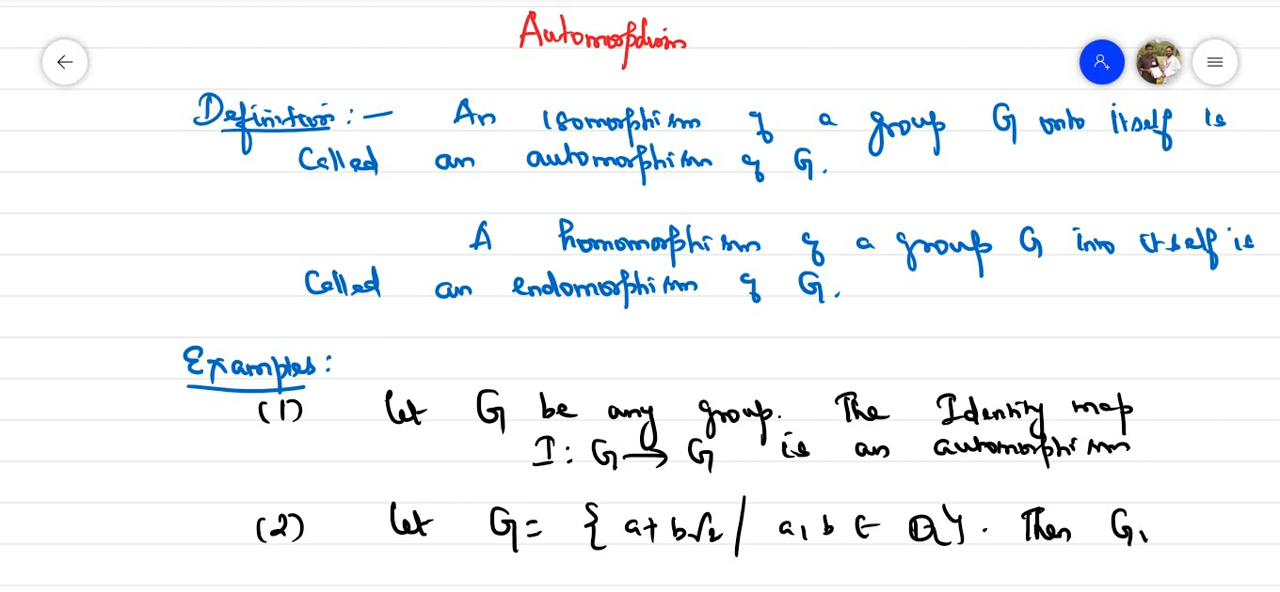 Automorphism
Definition:- An isomorphism of a group G onto itself is
Called an automorphism of G.
A homomorphism of a group G into itself is
Called an endomorphism of G.
Examples:
(1) Let G be any group. The Identity map
I: G → G is an automorphism
(2) Let G = { a + b√2 / a, b ∈ Q }. Then G,